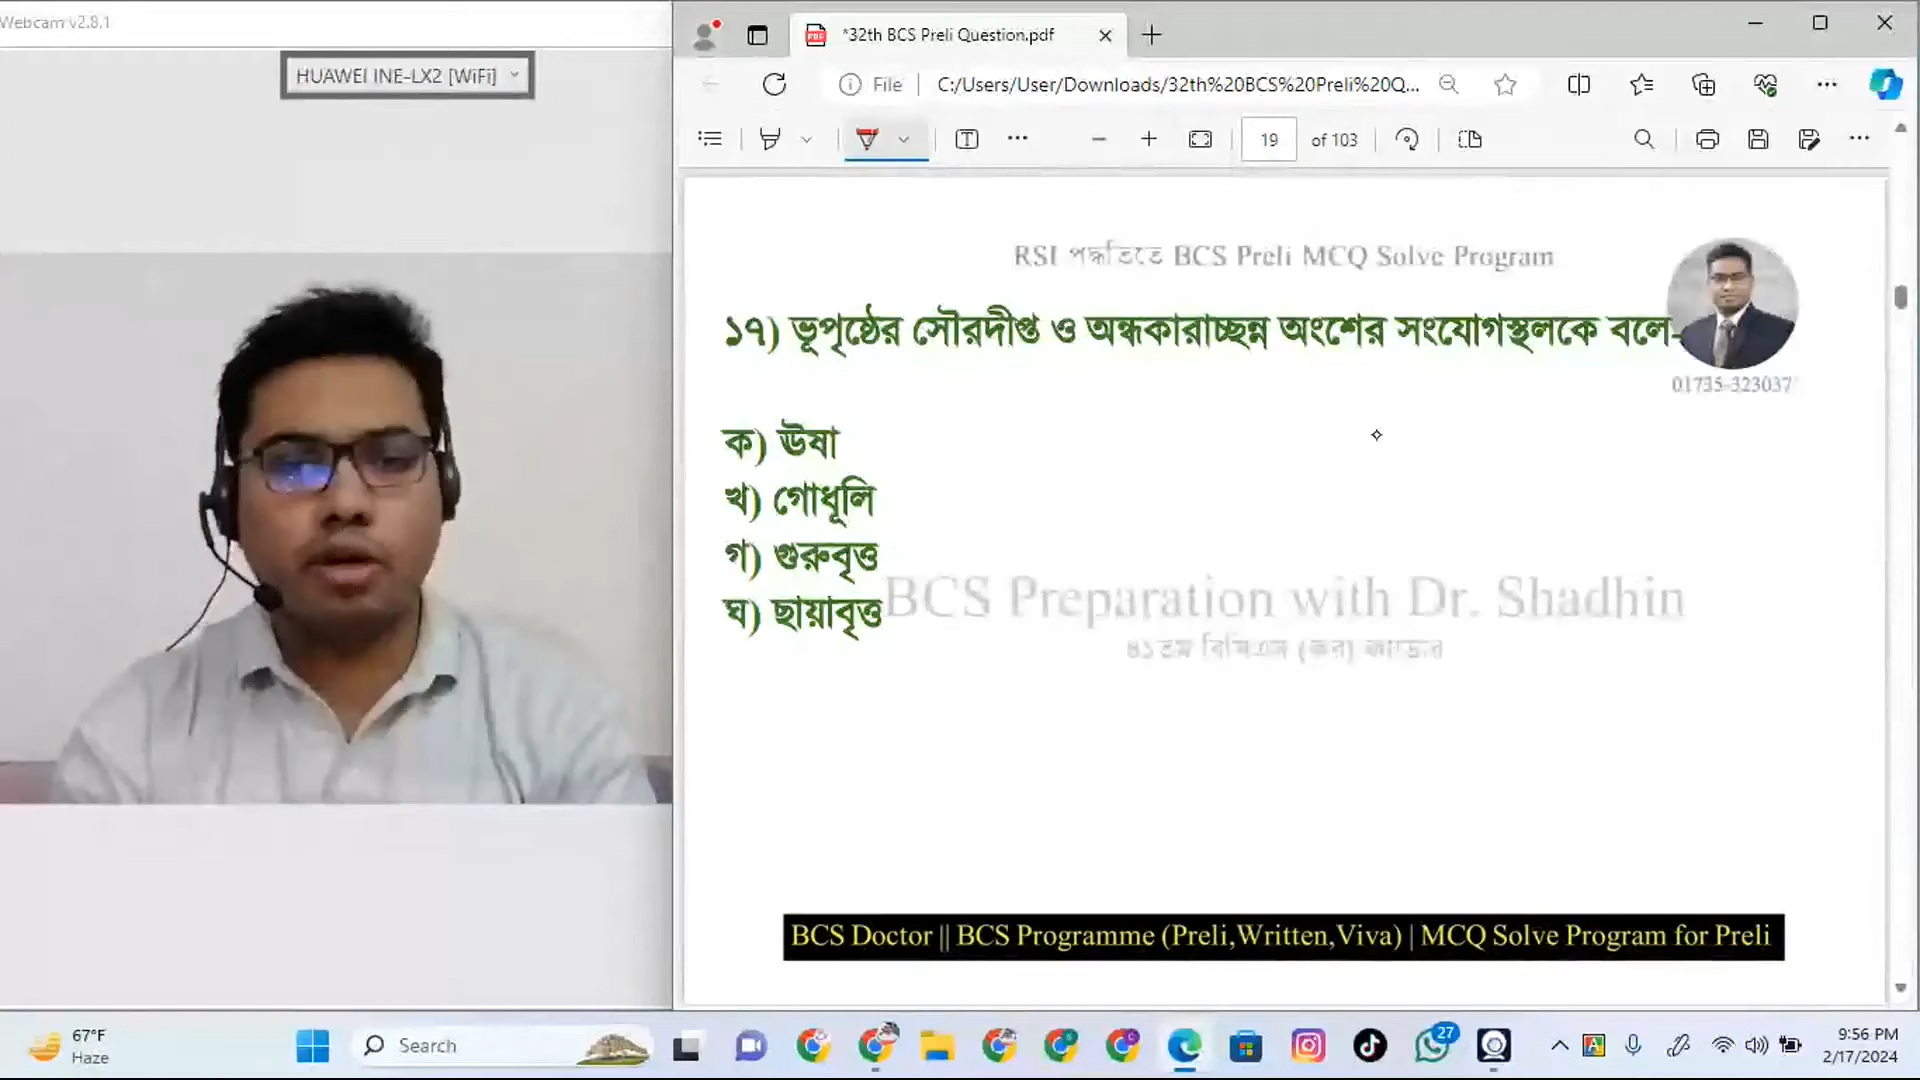 Webcam v2.8.1
HUAWEI INE-LX2 [WiFi]
*32th BCS Preli Question.pdf
File
C:/Users/User/Downloads/32th%20BCS%20Preli%20Q...
19
of 103
RSI পদ্ধতিতে BCS Preli MCQ Solve Program
১৭) ভূপৃষ্ঠের সৌরদীপ্ত ও অন্ধকারাচ্ছন্ন অংশের সংযোগস্থলকে বলে-
01735-323037
ক) ঊষা
খ) গোধূলি
গ) গুরুবৃত্ত
ঘ) ছায়াবৃত্ত
BCS Preparation with Dr. Shadhin
৪১তম বিসিএস (কর) ক্যাডার
BCS Doctor || BCS Programme (Preli,Written,Viva) | MCQ Solve Program for Preli
67°F
Haze
Search
27
9:56 PM
2/17/2024